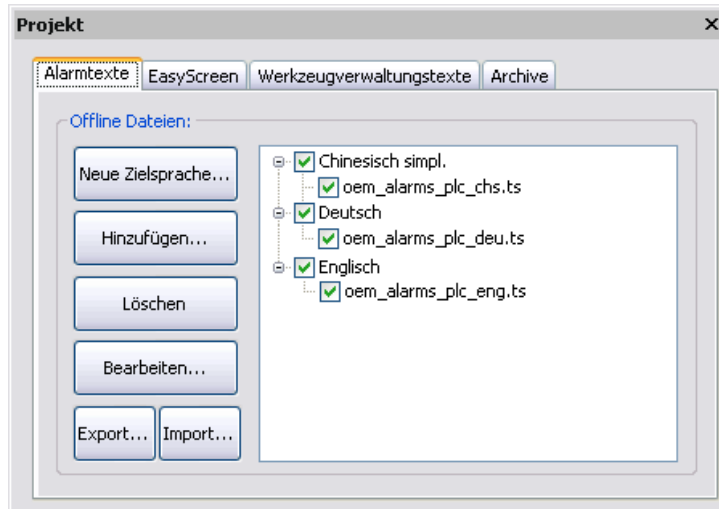 Projekt
Alarmtexte EasyScreen Werkzeugverwaltungstexte Archive
Offline Dateien:
Neue Zielsprache...
Hinzufügen...
Löschen
Bearbeiten...
Export... Import...
Chinesisch simpl.
oem_alarms_plc_chs.ts
Deutsch
oem_alarms_plc_deu.ts
Englisch
oem_alarms_plc_eng.ts